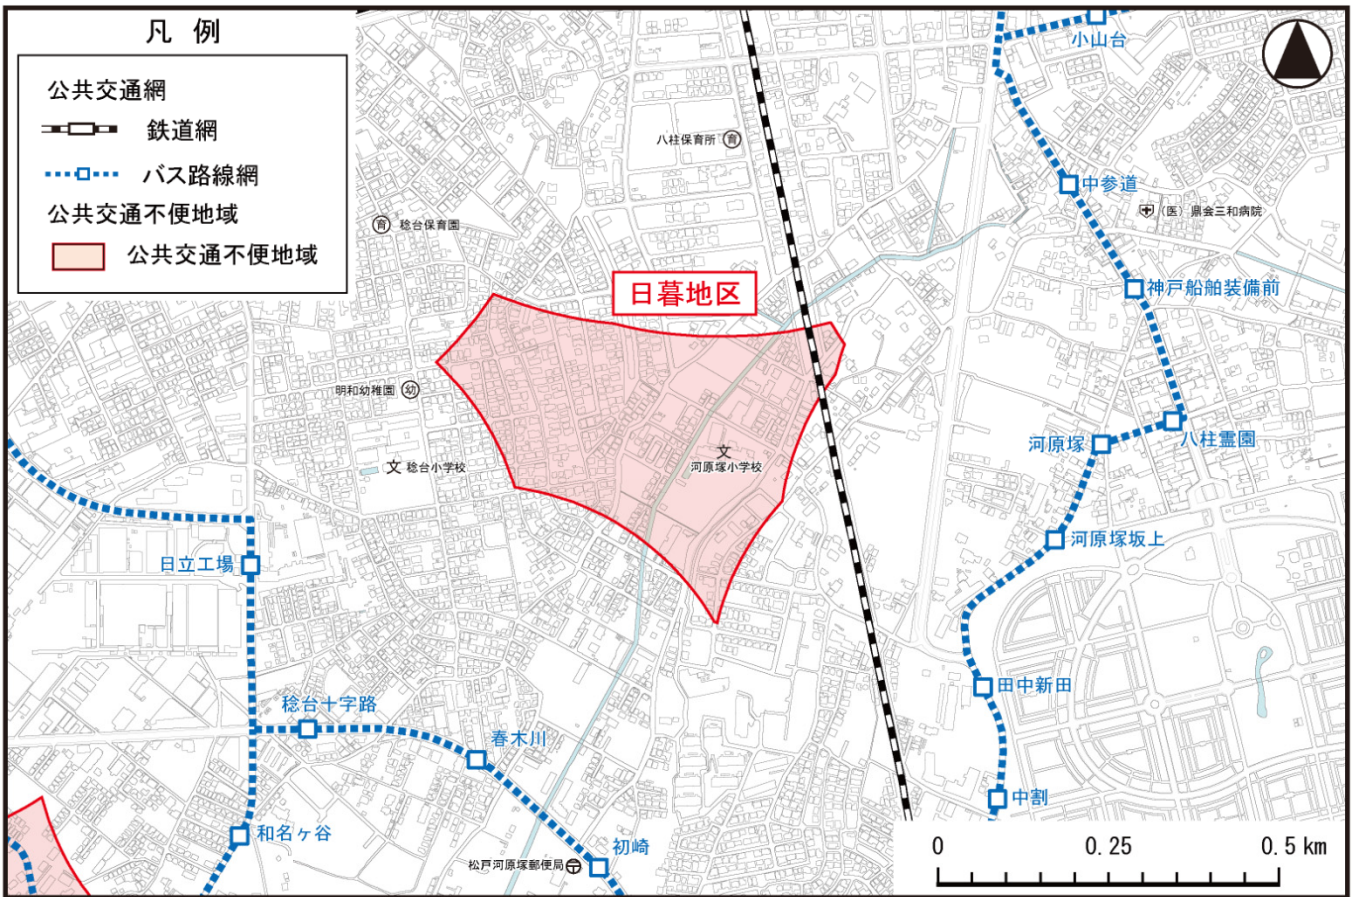 凡 例
公共交通網
鉄道網
バス路線網
公共交通不便地域
公共交通不便地域
小山台
八柱保育所 育
中参道
(医)県会三和病院
育 稔台保育園
日暮地区
神戸船舶装備前
明和幼稚園 幼
河原塚
八柱霊園
文
河原塚小学校
文 稔台小学校
河原塚坂上
日立工場
田中新田
稔台十字路
春木川
中割
和名ヶ谷
初崎
松戸河原塚郵便局
0 0.25 0.5 km